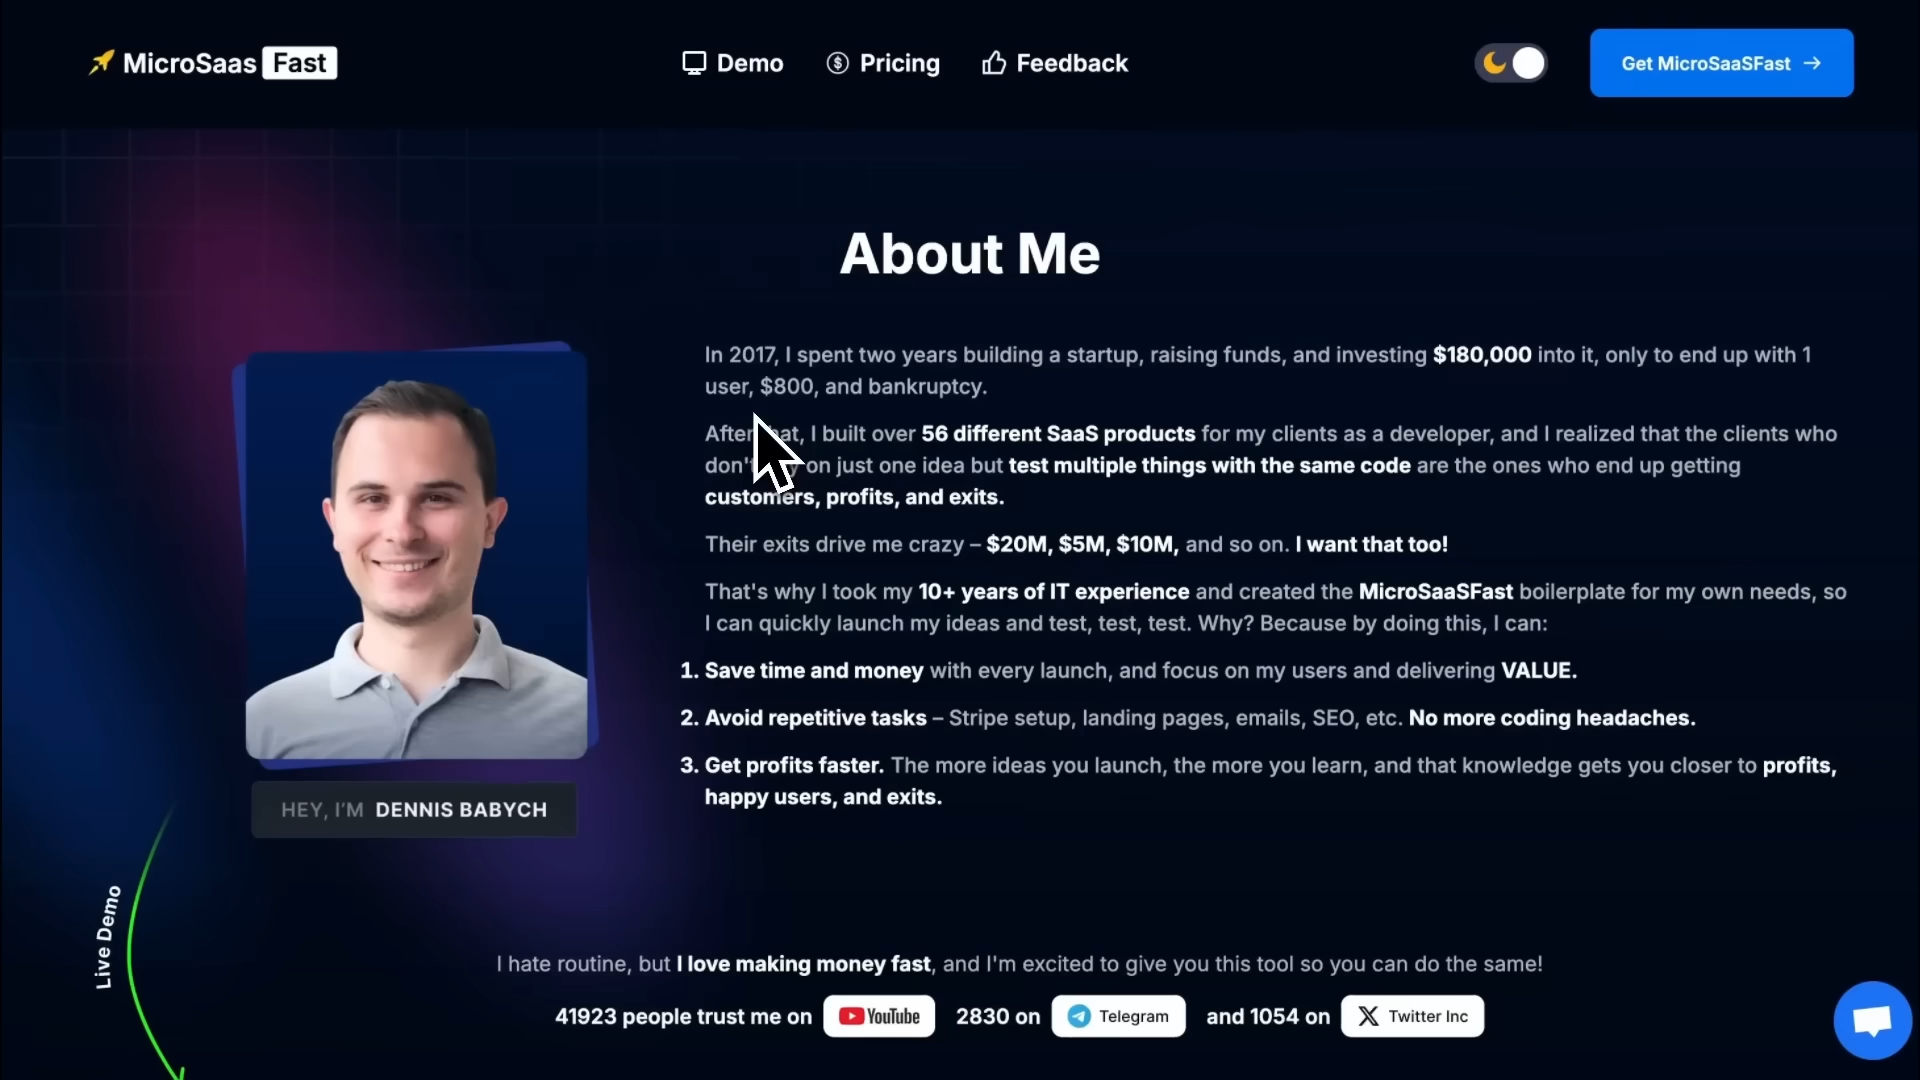 MicroSaas Fast
Demo
Pricing
Feedback
Get MicroSaaSFast
About Me
In 2017, I spent two years building a startup, raising funds, and investing $180,000 into it, only to end up with 1
user, $800, and bankruptcy.
After I built over 56 different SaaS products for my clients as a developer, and I realized that the clients who
on just one idea but test multiple things with the same code are the ones who end up getting
customers, profits, and exits.
Their exits drive me crazy – $20M, $5M, $10M, and so on. I want that too!
That's why I took my 10+ years of IT experience and created the MicroSaaSFast boilerplate for my own needs, so
I can quickly launch my ideas and test, test, test. Why? Because by doing this, I can:
1. Save time and money with every launch, and focus on my users and delivering VALUE.
2. Avoid repetitive tasks – Stripe setup, landing pages, emails, SEO, etc. No more coding headaches.
3. Get profits faster. The more ideas you launch, the more you learn, and that knowledge gets you closer to profits,
happy users, and exits.
HEY, I'M DENNIS BABYCH
Live Demo
I hate routine, but I love making money fast, and I'm excited to give you this tool so you can do the same!
41923 people trust me on YouTube 2830 on Telegram and 1054 on Twitter Inc